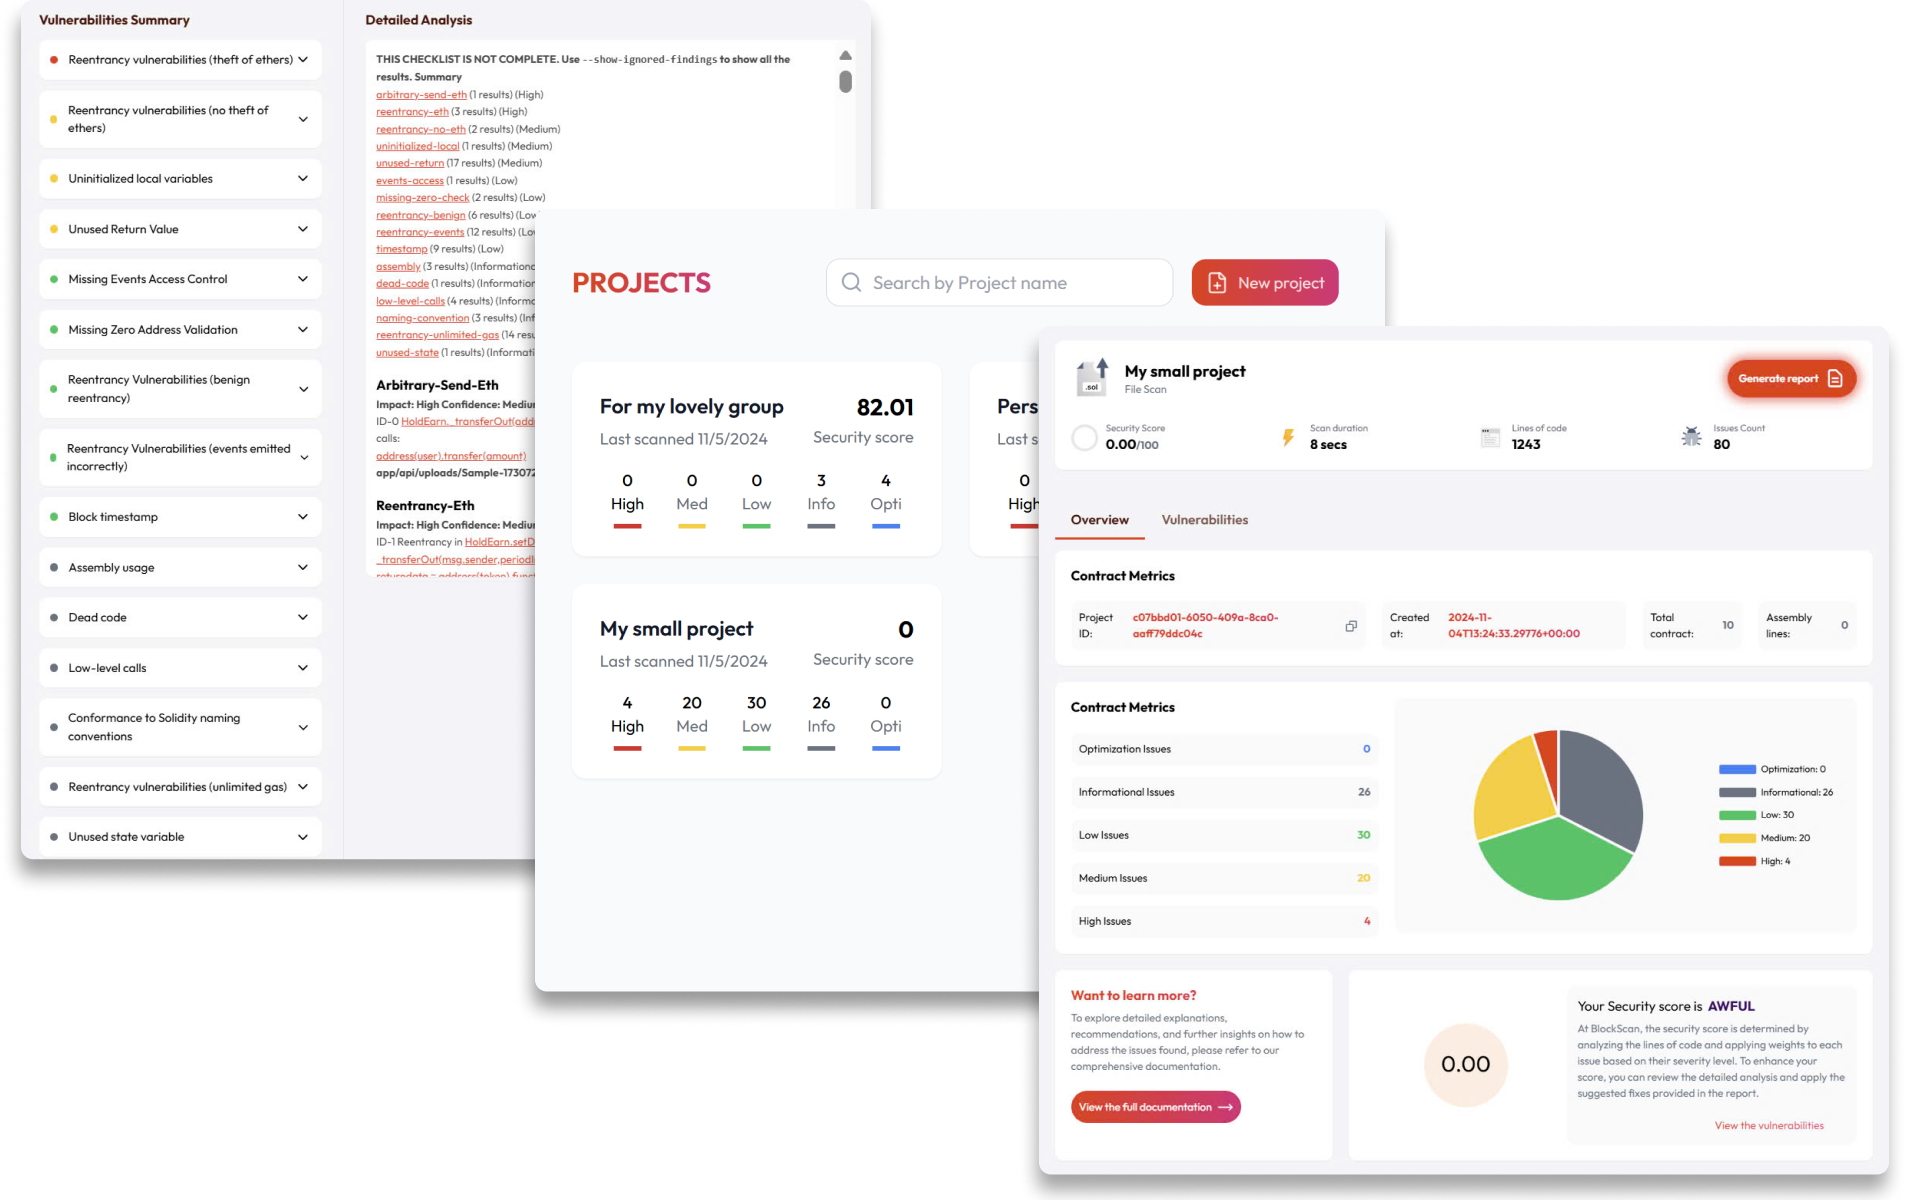 Vulnerabilities Summary
Reentrancy vulnerabilities (theft of ethers)
Reentrancy vulnerabilities (no theft of
ethers)
Uninitialized local variables
Unused Return Value
Missing Events Access Control
Missing Zero Address Validation
Reentrancy Vulnerabilities (benign
reentrancy)
Reentrancy Vulnerabilities (events emitted
incorrectly)
Block timestamp
Assembly usage
Dead code
Low-level calls
Conformance to Solidity naming
conventions
Reentrancy vulnerabilities (unlimited gas)
Unused state variable
Detailed Analysis
THIS CHECKLIST IS NOT COMPLETE. Use --show-ignored-findings to show all the
results. Summary
arbitrary-send-eth (1 results) (High)
reentrancy-eth (3 results) (High)
reentrancy-no-eth (2 results) (Medium)
uninitialized-local (1 results) (Medium)
unused-return (17 results) (Medium)
events-access (1 results) (Low)
missing-zero-check (2 results) (Low)
reentrancy-benign (6 results) (Low
reentrancy-events (12 results) (Lo
timestamp (9 results) (Low)
assembly (3 results) (Informationa
dead-code (1 results) (Information
low-level-calls (4 results) (Informa
naming-convention (3 results) (Inf
reentrancy-unlimited-gas (14 resu
unused-state (1 results) (Informati
Arbitrary-Send-Eth
Impact: High Confidence: Mediu
ID-0 HoldEarn._transferOut(add
calls:
address(user).transfer(amount)
app/api/uploads/Sample-173072
Reentrancy-Eth
Impact: High Confidence: Mediu
ID-1 Reentrancy in HoldEarn.setD
_transferOut(msg.sender,periodI
returndata = address(token).funct
PROJECTS
Search by Project name
New project
For my lovely group 82.01
Last scanned 11/5/2024 Security score
0 0 0 3 4
High Med Low Info Opti
Pers
Last s
0
High
My small project 0
Last scanned 11/5/2024 Security score
4 20 30 26 0
High Med Low Info Opti
.sol
My small project
File Scan
Generate report
Security Score
0.00/100
Scan duration
8 secs
Lines of code
1243
Issues Count
80
Overview Vulnerabilities
Contract Metrics
Project
ID:
c07bbd01-6050-409a-8ca0-
aaff79ddc04c
Created
at:
2024-11-
04T13:24:33.29776+00:00
Total
contract:
10
Assembly
lines:
0
Contract Metrics
Optimization Issues 0
Informational Issues 26
Low Issues 30
Medium Issues 20
High Issues 4
Optimization: 0
Informational: 26
Low: 30
Medium: 20
High: 4
Want to learn more?
To explore detailed explanations,
recommendations, and further insights on how to
address the issues found, please refer to our
comprehensive documentation.
View the full documentation
0.00
Your Security score is AWFUL
At BlockScan, the security score is determined by
analyzing the lines of code and applying weights to each
issue based on their severity level. To enhance your
score, you can review the detailed analysis and apply the
suggested fixes provided in the report.
View the vulnerabilities